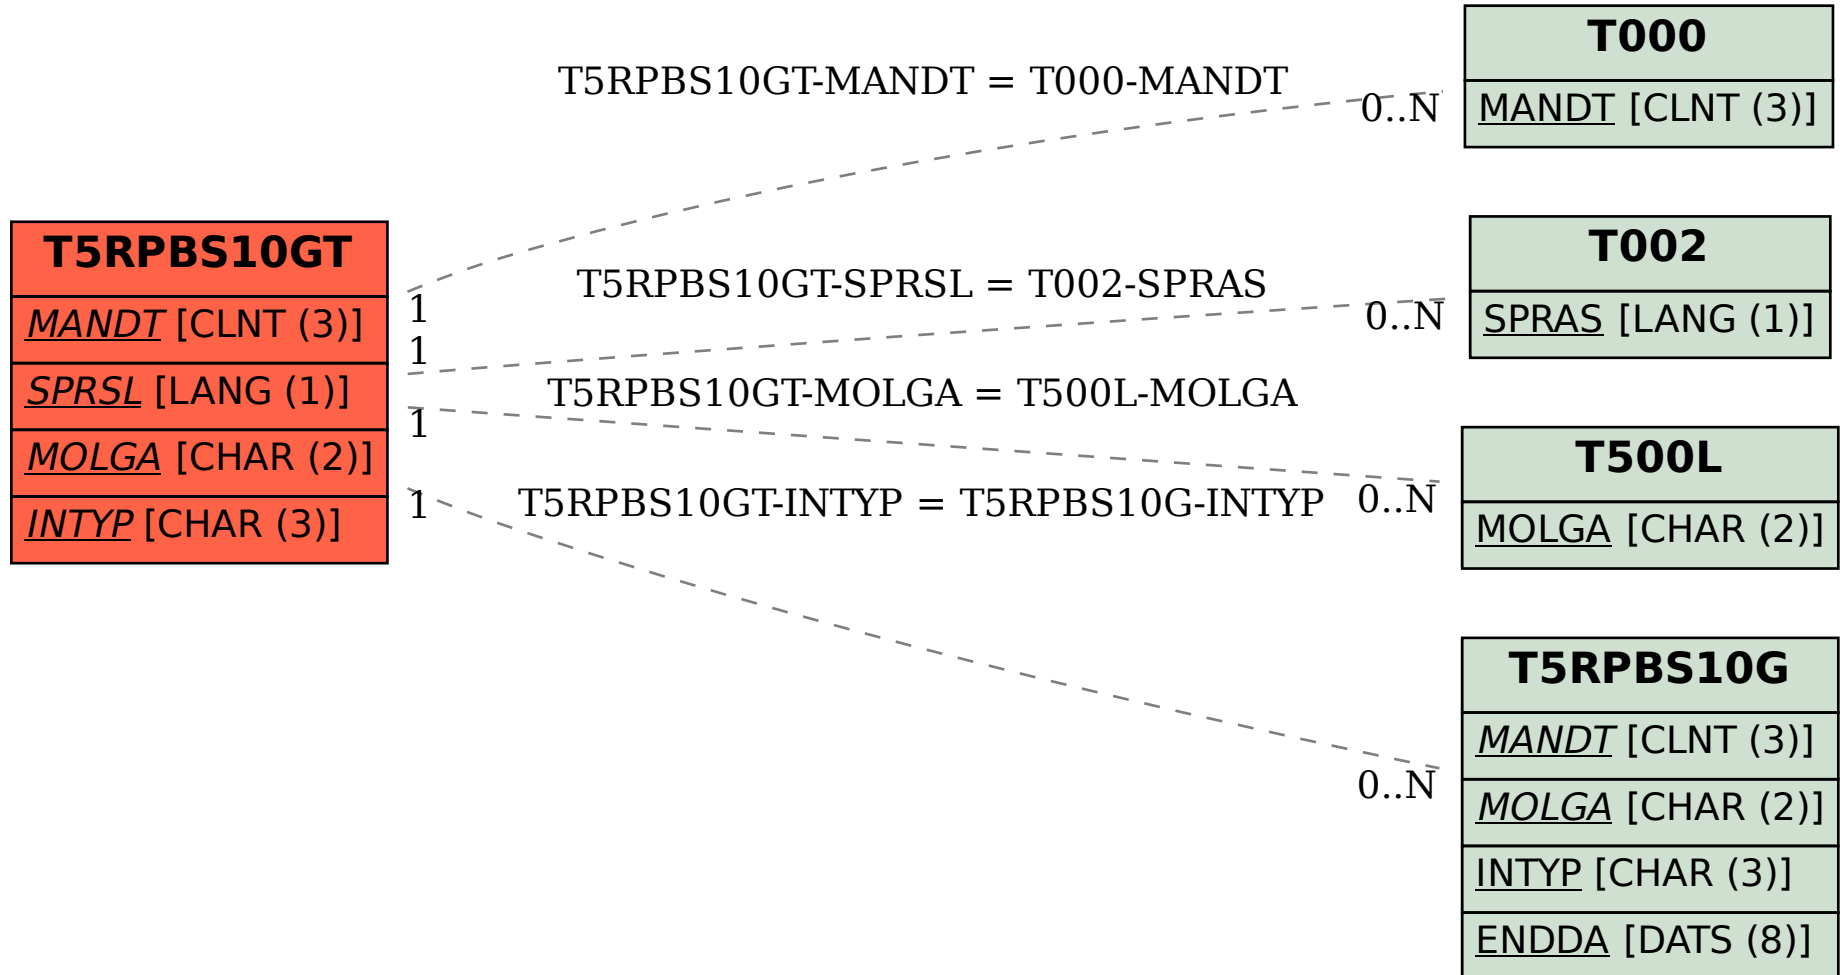 T5RPBS10GT
MANDT [CLNT (3)]
SPRSL [LANG (1)]
MOLGA [CHAR (2)]
INTYP [CHAR (3)]
T5RPBS10GT-MANDT = T000-MANDT
0..N
1
T5RPBS10GT-SPRSL = T002-SPRAS
0..N
1
T5RPBS10GT-MOLGA = T500L-MOLGA
0..N
1
T5RPBS10GT-INTYP = T5RPBS10G-INTYP
0..N
1
T000
MANDT [CLNT (3)]
T002
SPRAS [LANG (1)]
T500L
MOLGA [CHAR (2)]
T5RPBS10G
MANDT [CLNT (3)]
MOLGA [CHAR (2)]
INTYP [CHAR (3)]
ENDDA [DATS (8)]